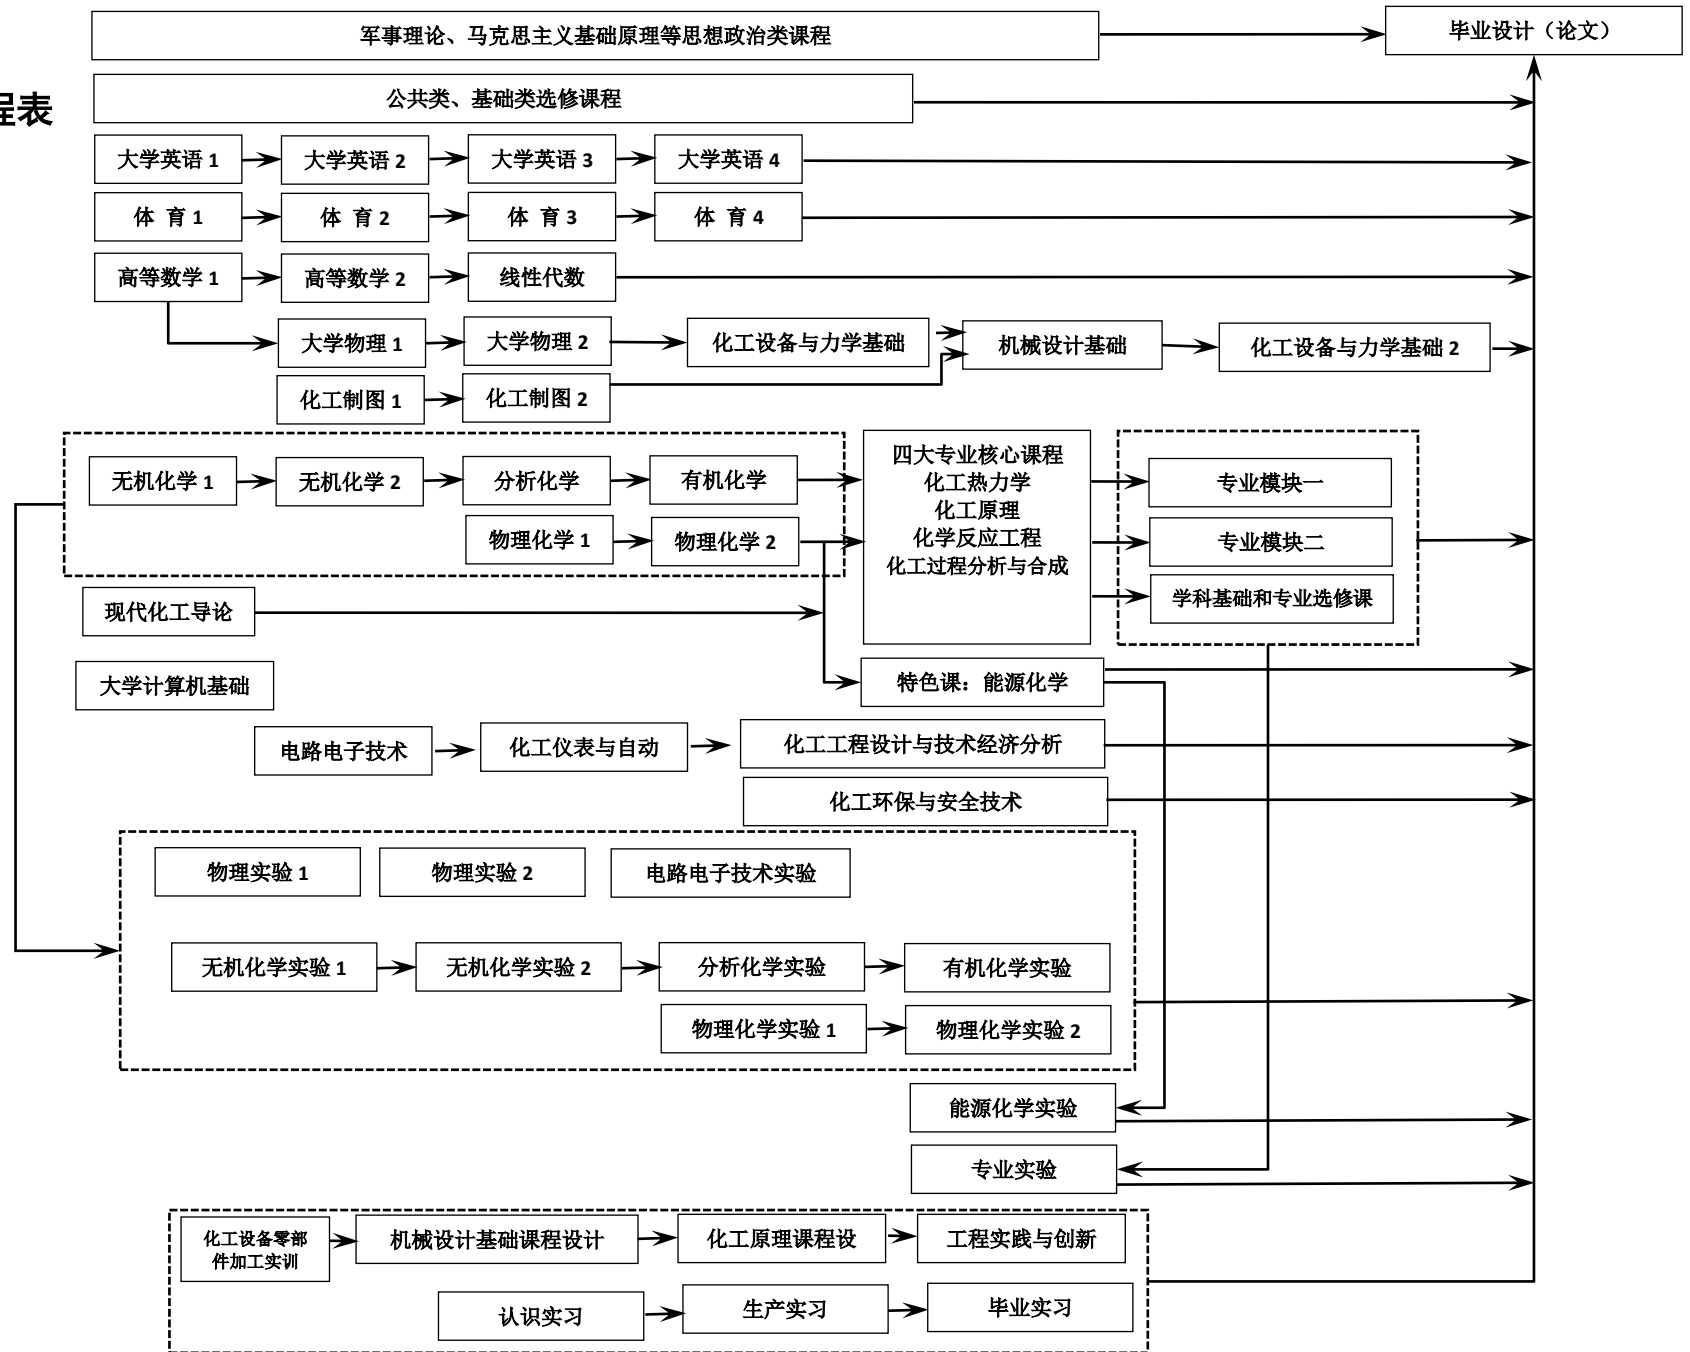 军事理论、马克思主义基础原理等思想政治类课程
毕业设计（论文）
程表
公共类、基础类选修课程
大学英语 1
大学英语 2
大学英语 3
大学英语 4
体 育 1
体 育 2
体 育 3
体 育 4
高等数学 1
高等数学 2
线性代数
大学物理 1
大学物理 2
化工设备与力学基础
机械设计基础
化工设备与力学基础 2
化工制图 1
化工制图 2
无机化学 1
无机化学 2
分析化学
有机化学
物理化学 1
物理化学 2
四大专业核心课程
化工热力学
化工原理
化学反应工程
化工过程分析与合成
专业模块一
专业模块二
学科基础和专业选修课
现代化工导论
大学计算机基础
特色课：能源化学
电路电子技术
化工仪表与自动
化工工程设计与技术经济分析
化工环保与安全技术
物理实验 1
物理实验 2
电路电子技术实验
无机化学实验 1
无机化学实验 2
分析化学实验
有机化学实验
物理化学实验 1
物理化学实验 2
能源化学实验
专业实验
化工设备零部
件加工实训
机械设计基础课程设计
化工原理课程设
工程实践与创新
认识实习
生产实习
毕业实习